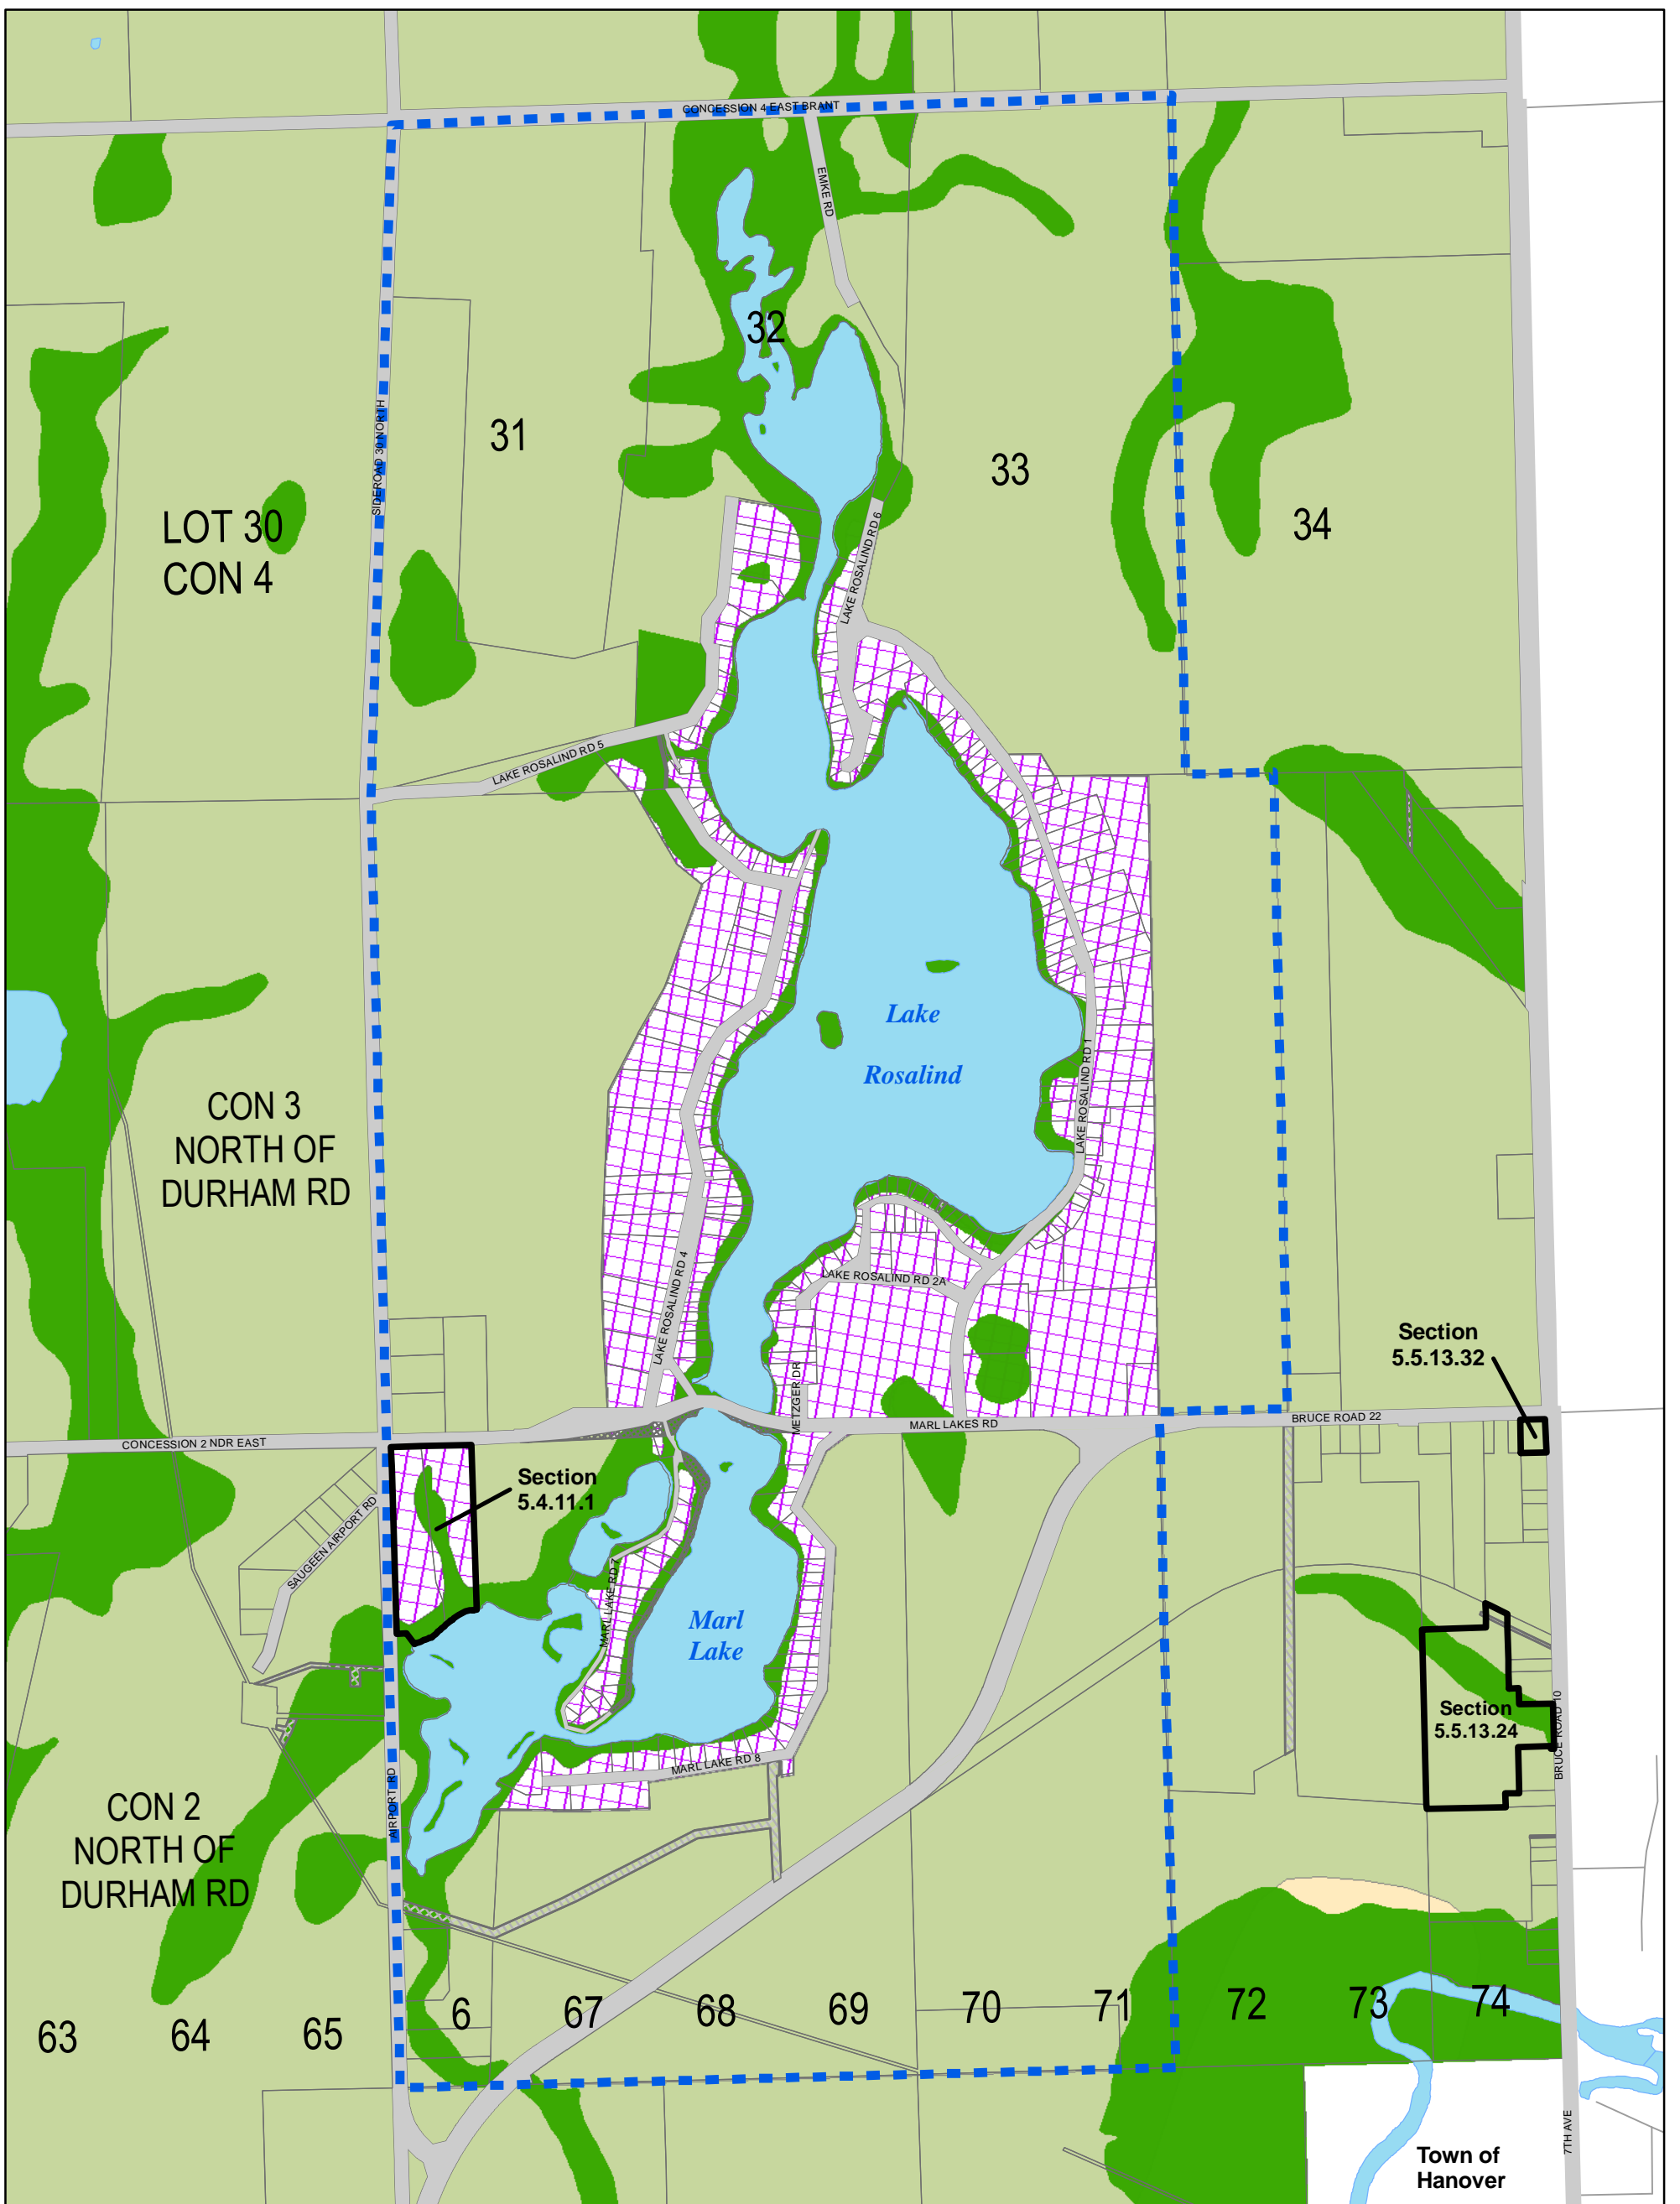 CONCESSION 4 EAST BRANT
EMKE RD
32
31
33
SIDEROAD 30 NORTH
LOT 30
CON 4
34
LAKE ROSALIND RD 6
LAKE ROSALIND RD 5
Lake
Rosalind
LAKE ROSALIND RD 1
CON 3
NORTH OF
DURHAM RD
LAKE ROSALIND RD 4
LAKE ROSALIND RD 2A
METZGER DR
Section
5.5.13.32
MARL LAKES RD
BRUCE ROAD 22
CONCESSION 2 NDR EAST
Section
5.4.11.1
SAUGEEN AIRPORT RD
MARL LAKE RD 7
Marl
Lake
Section
5.5.13.24
BRUCE ROAD 10
MARL LAKE RD 8
AIRPORT RD
CON 2
NORTH OF
DURHAM RD
63
64
65
6
67
68
69
70
71
72
73
74
7TH AVE
Town of
Hanover